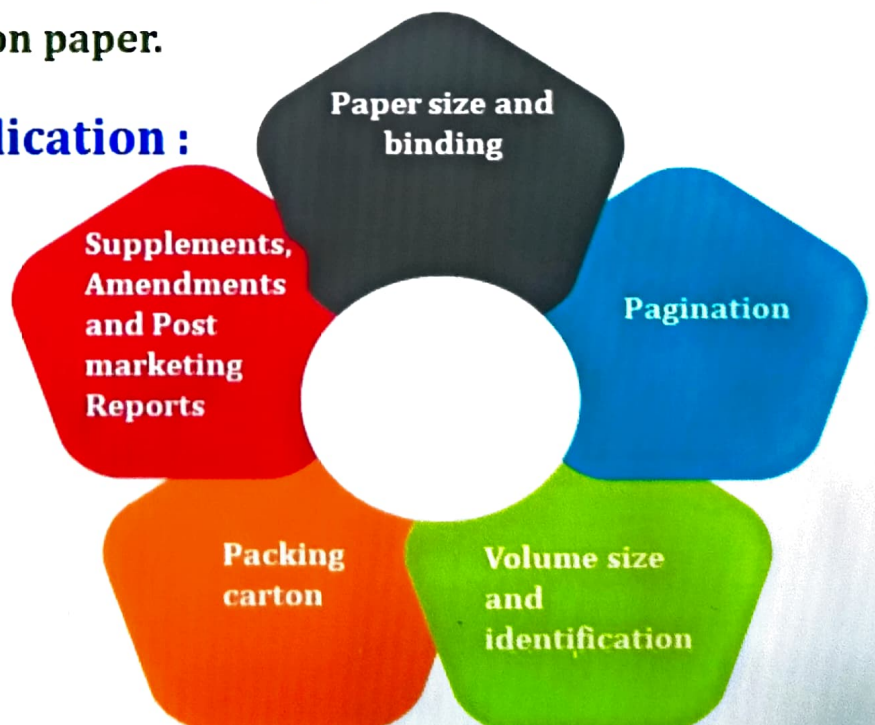 on paper.
lication :
Paper size and
binding
Pagination
Volume size
and
identification
Packing
carton
Supplements,
Amendments
and Post
marketing
Reports